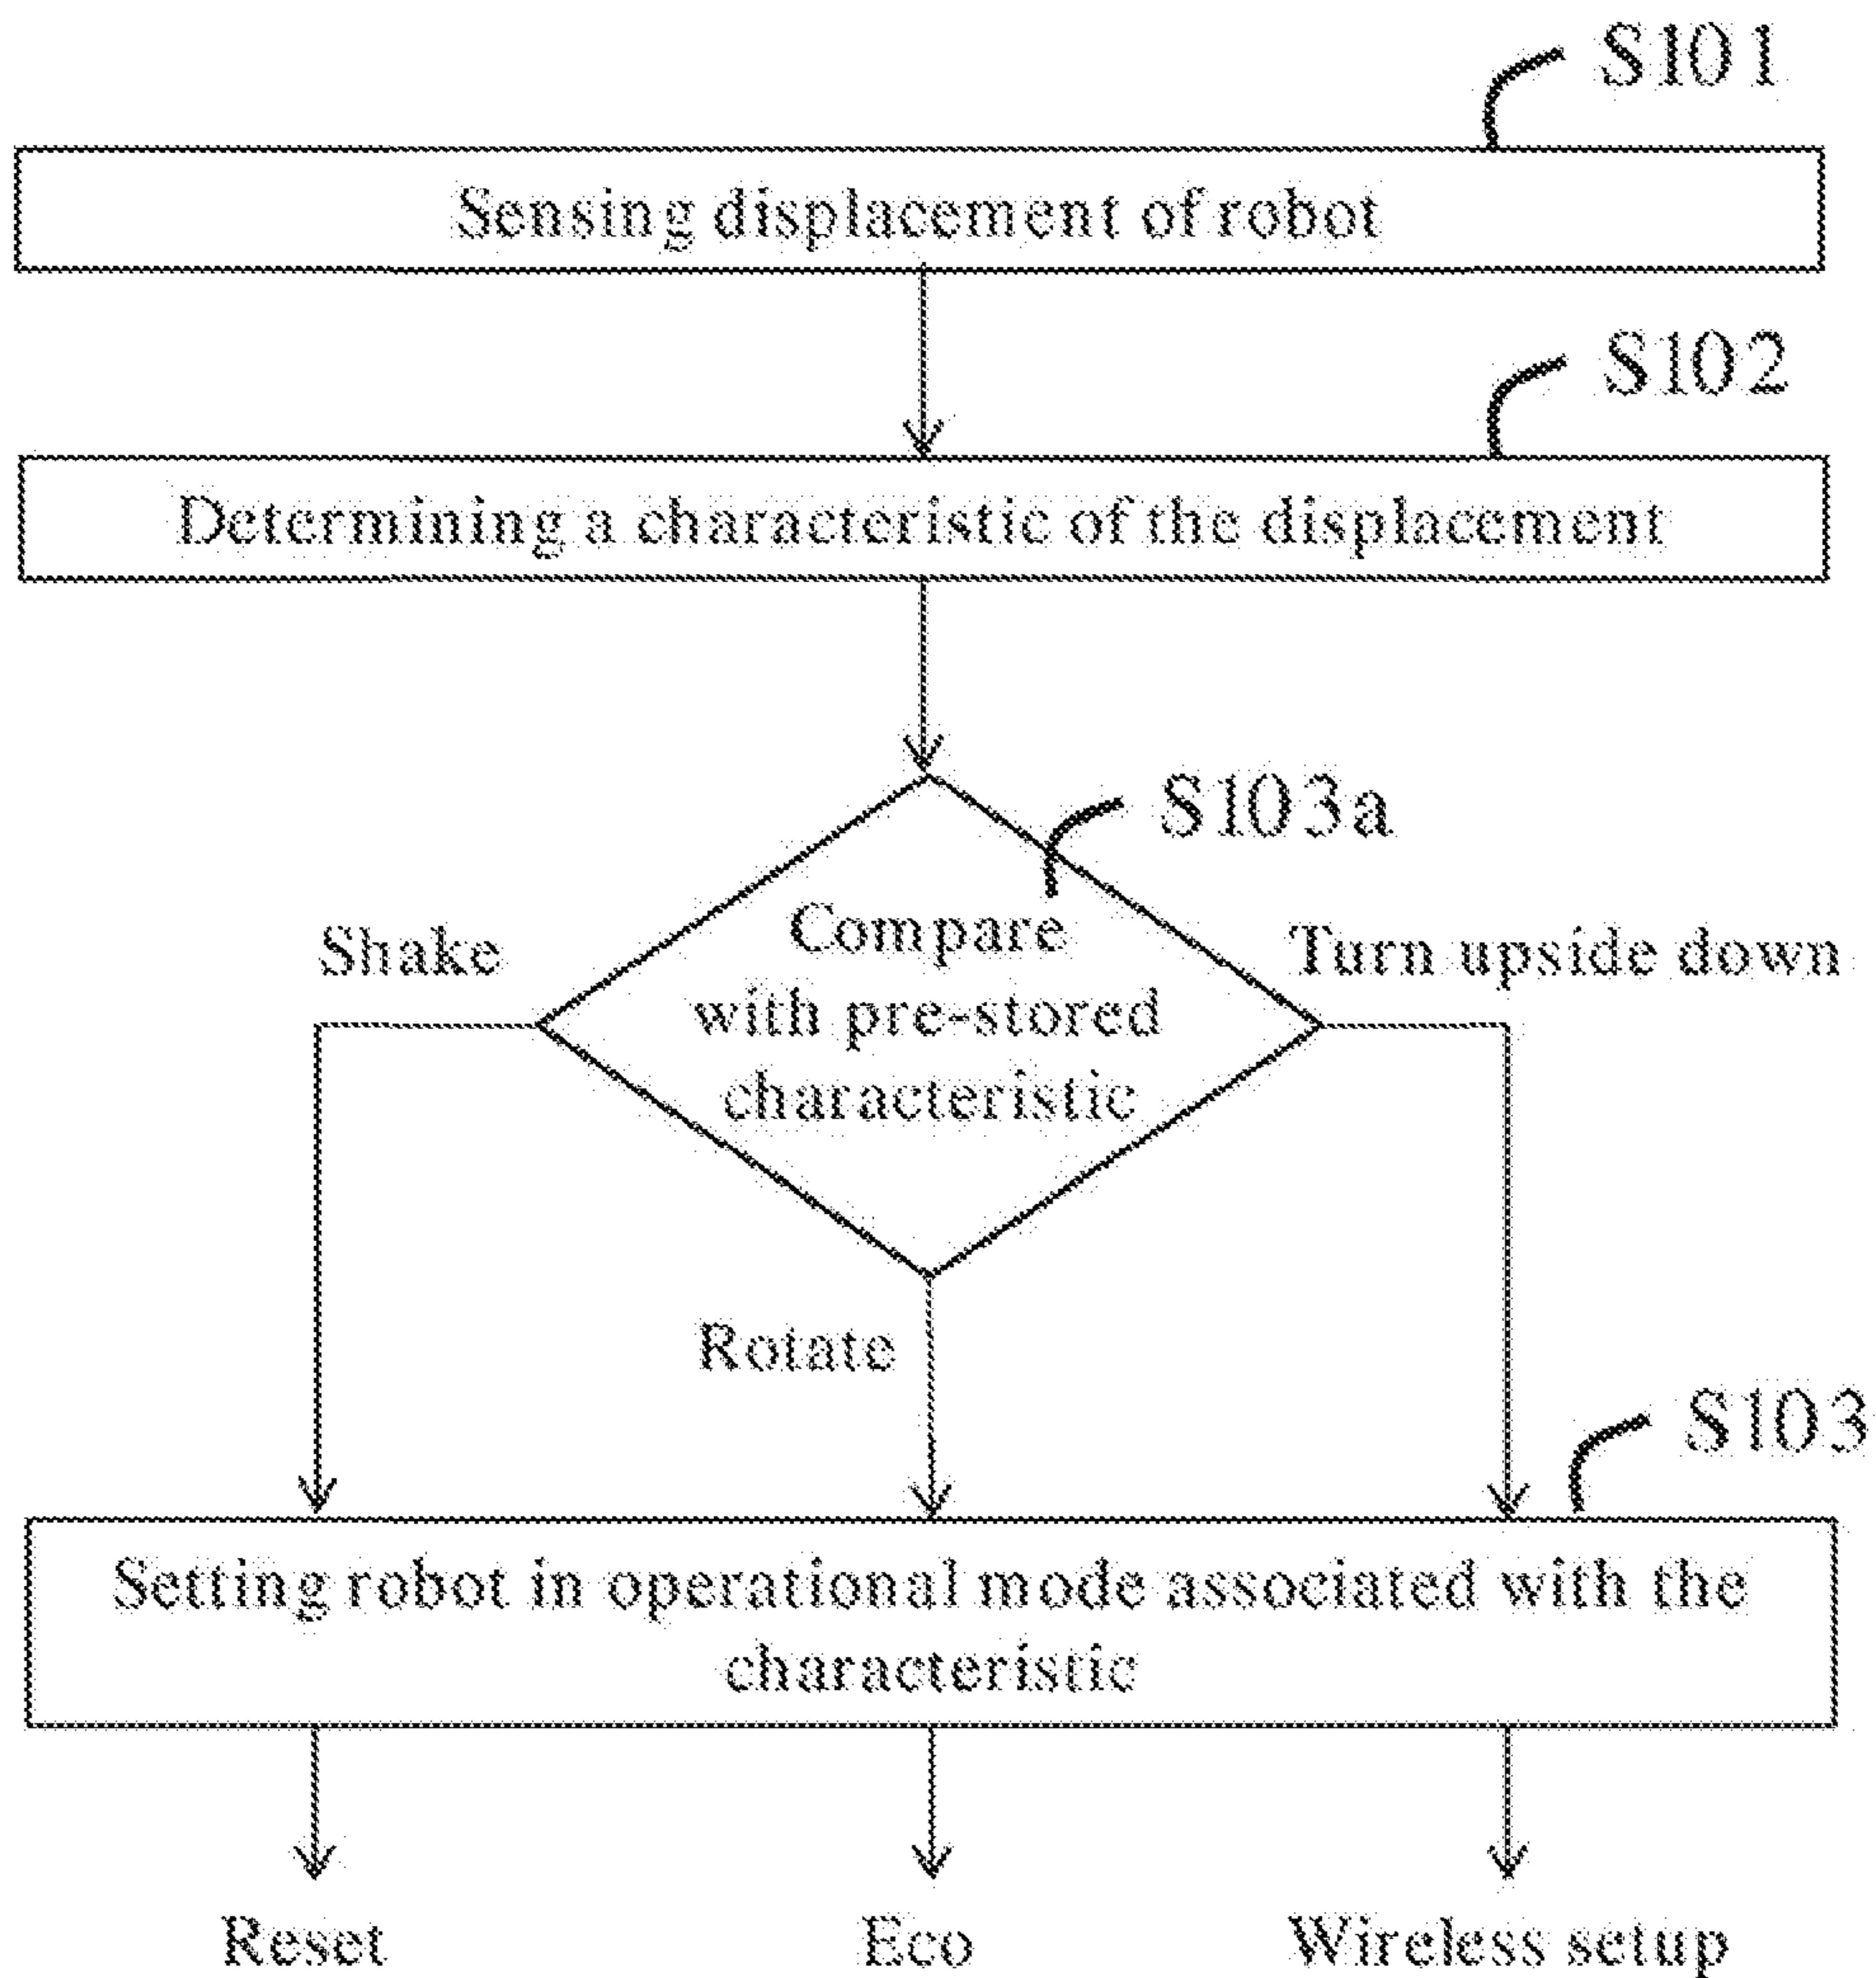 S101
Sensing displacement of robot
S102
Determining a characteristic of the displacement
S103a
Shake
Compare
with pre-stored
characteristic
Turn upside down
Rotate
S103
Setting robot in operational mode associated with the
characteristic
Reset
Eco
Wireless setup